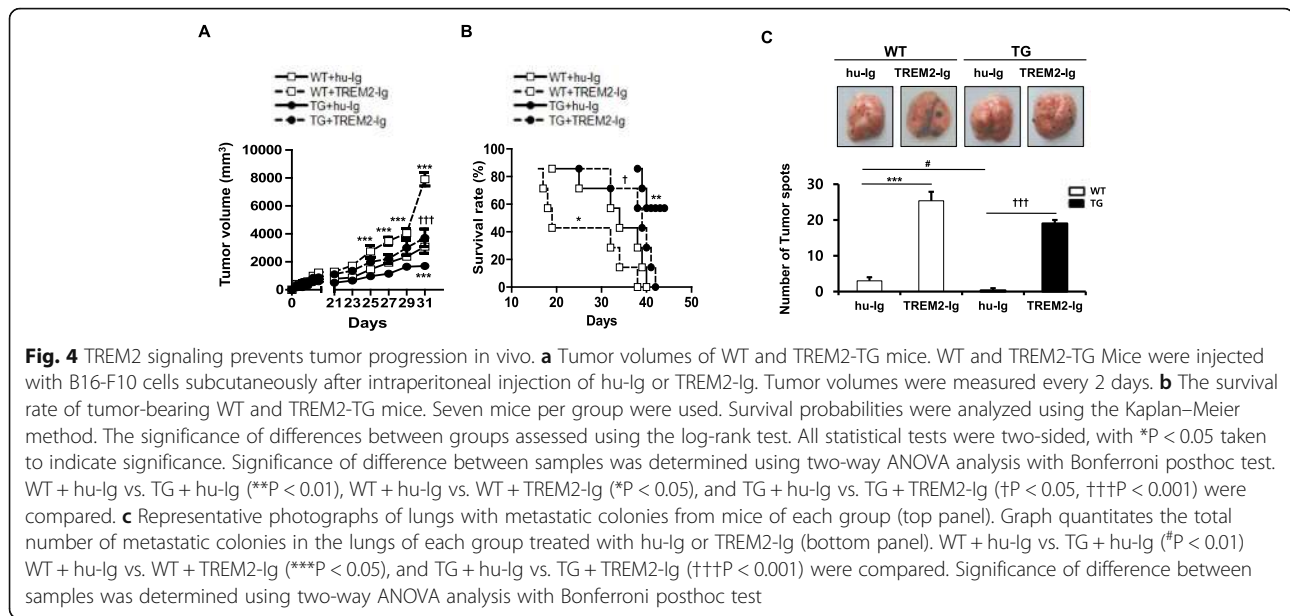 A
WT+hu-Ig
WT+TREM2-Ig
TG+hu-Ig
TG+TREM2-Ig
Tumor volume (mm³)
10000
8000
6000
4000
2000
0
***
***
***
***
†††
***
0 21 23 25 27 29 31
Days
B
WT+hu-Ig
WT+TREM2-Ig
TG+hu-Ig
TG+TREM2-Ig
Survival rate (%)
100
80
60
40
20
0
*
†
**
10 20 30 40 50
Days
C
WT TG
hu-Ig TREM2-Ig hu-Ig TREM2-Ig
Number of Tumor spots
30
20
10
0
#
***
†††
WT
TG
hu-Ig TREM2-Ig hu-Ig TREM2-Ig
Fig. 4 TREM2 signaling prevents tumor progression in vivo. a Tumor volumes of WT and TREM2-TG mice. WT and TREM2-TG Mice were injected
with B16-F10 cells subcutaneously after intraperitoneal injection of hu-Ig or TREM2-Ig. Tumor volumes were measured every 2 days. b The survival
rate of tumor-bearing WT and TREM2-TG mice. Seven mice per group were used. Survival probabilities were analyzed using the Kaplan–Meier
method. The significance of differences between groups assessed using the log-rank test. All statistical tests were two-sided, with *P < 0.05 taken
to indicate significance. Significance of difference between samples was determined using two-way ANOVA analysis with Bonferroni posthoc test.
WT + hu-Ig vs. TG + hu-Ig (**P < 0.01), WT + hu-Ig vs. WT + TREM2-Ig (*P < 0.05), and TG + hu-Ig vs. TG + TREM2-Ig (†P < 0.05, †††P < 0.001) were
compared. c Representative photographs of lungs with metastatic colonies from mice of each group (top panel). Graph quantitates the total
number of metastatic colonies in the lungs of each group treated with hu-Ig or TREM2-Ig (bottom panel). WT + hu-Ig vs. TG + hu-Ig (#P < 0.01)
WT + hu-Ig vs. WT + TREM2-Ig (***P < 0.05), and TG + hu-Ig vs. TG + TREM2-Ig (†††P < 0.001) were compared. Significance of difference between
samples was determined using two-way ANOVA analysis with Bonferroni posthoc test